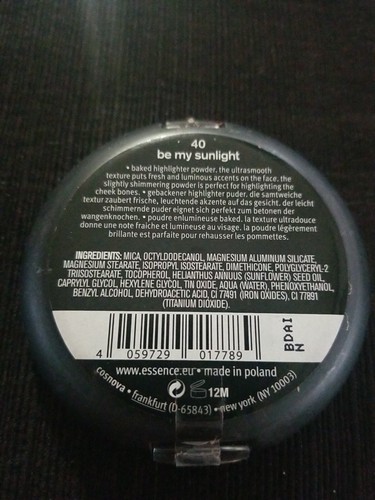 40
be my sunlight
• baked highlighter powder. the ultrasmooth
texture puts fresh and luminous accents on the face. the
slightly shimmering powder is perfect for highlighting the
cheek bones. • gebackener highlighter puder. die samtweiche
textur zaubert frische, leuchtende akzente auf das gesicht. der leicht
schimmernde puder eignet sich perfekt zum betonen der
wangenknochen. • poudre enlumineuse baked. la texture ultradouce
donne une note fraîche et lumineuse au visage. la poudre légèrement
brillante est parfaite pour rehausser les pommettes.
INGREDIENTS: MICA, OCTYLDODECANOL, MAGNESIUM ALUMINUM SILICATE,
MAGNESIUM STEARATE, ISOPROPYL ISOSTEARATE, DIMETHICONE, POLYGLYCERYL-2
TRIISOSTEARATE, TOCOPHEROL, HELIANTHUS ANNUUS (SUNFLOWER) SEED OIL,
CAPRYLYL GLYCOL, HEXYLENE GLYCOL, TIN OXIDE, AQUA (WATER), PHENOXYETHANOL,
BENZYL ALCOHOL, DEHYDROACETIC ACID, CI 77491 (IRON OXIDES), CI 77891
(TITANIUM DIOXIDE).
4 059729 017789
BDAI
N
www.essence.eu • made in poland
12M
cosnova • frankfurt (D-65843) • new york (NY 10003)